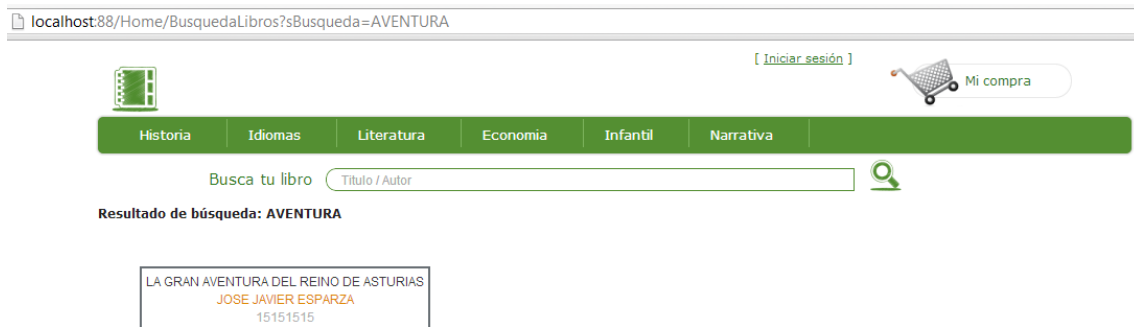 localhost:88/Home/BusquedaLibros?sBusqueda=AVENTURA
[ Iniciar sesión ]
Mi compra
Historia Idiomas Literatura Economia Infantil Narrativa
Busca tu libro Titulo / Autor
Resultado de búsqueda: AVENTURA
LA GRAN AVENTURA DEL REINO DE ASTURIAS
JOSE JAVIER ESPARZA
15151515